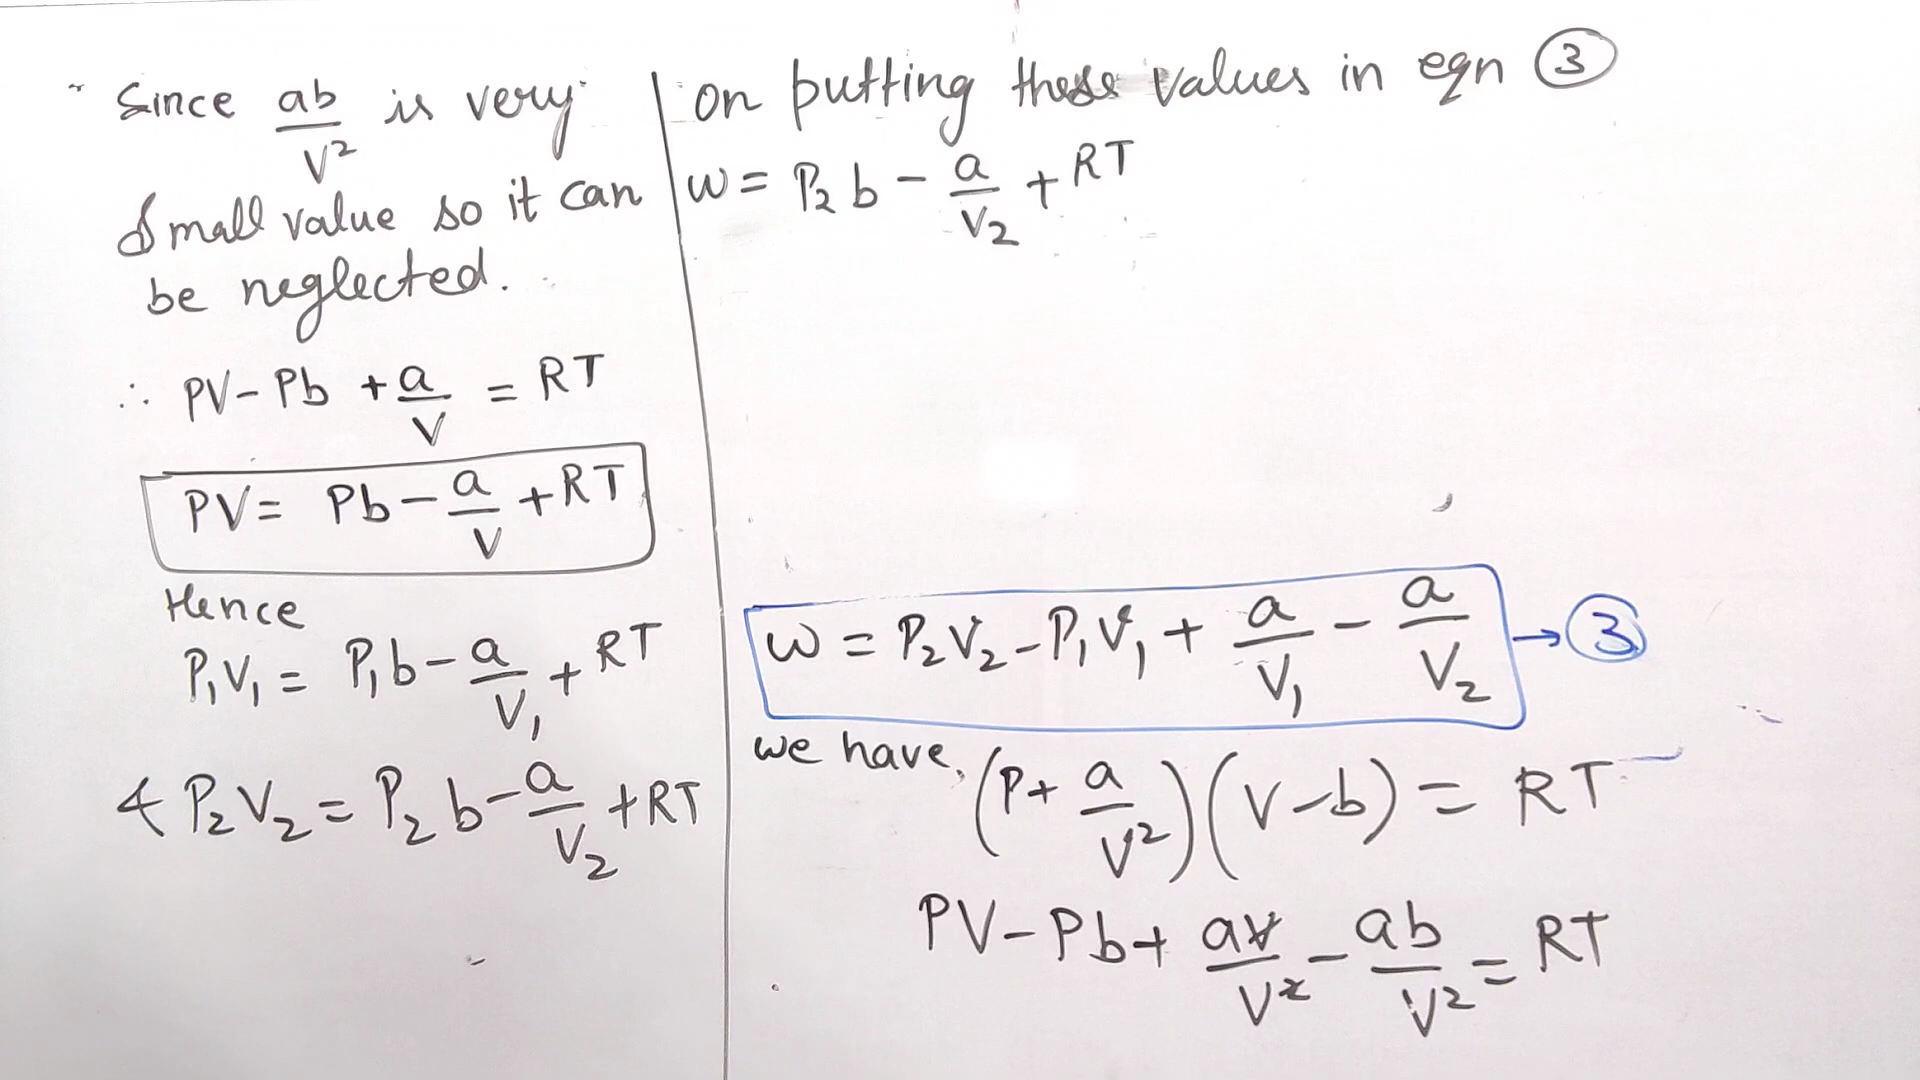 Since ab/V² is very
Small value so it can
be neglected.
∴ PV - Pb + a/V = RT
PV = Pb - a/V + RT
Hence
P₁V₁ = P₁b - a/V₁ + RT
& P₂V₂ = P₂b - a/V₂ + RT
on putting these values in eqn ③
w = P₂b - a/V₂ + RT
w = P₂V₂ - P₁V₁ + a/V₁ - a/V₂ → ③
we have,
(P + a/V²)(V - b) = RT
PV - Pb + aV/V² - ab/V² = RT